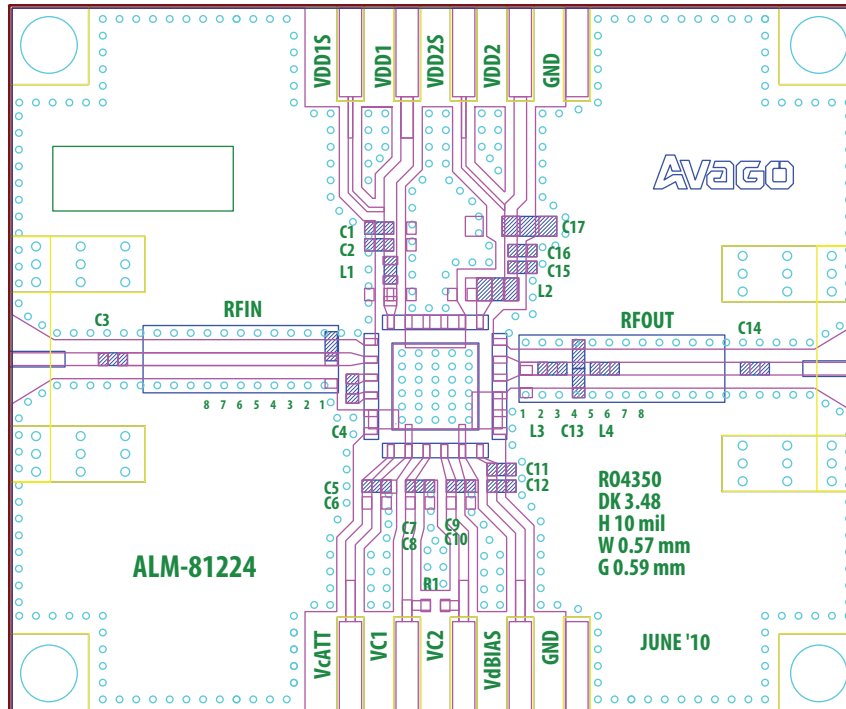 VDD1S
VDD1
VDD2S
VDD2
GND
AVAGO
C1
C2
L1
C17
C16
C15
L2
C3
RFIN
RFOUT
C14
8 7 6 5 4 3 2 1
1 2 3 4 5 6 7 8
C4
L3 C13 L4
C11
C12
C5
C6
C7
C8
C9
C10
RO4350
DK 3.48
H 10 mil
W 0.57 mm
G 0.59 mm
ALM-81224
R1
VcATT
VC1
VC2
VdBIAS
GND
JUNE '10